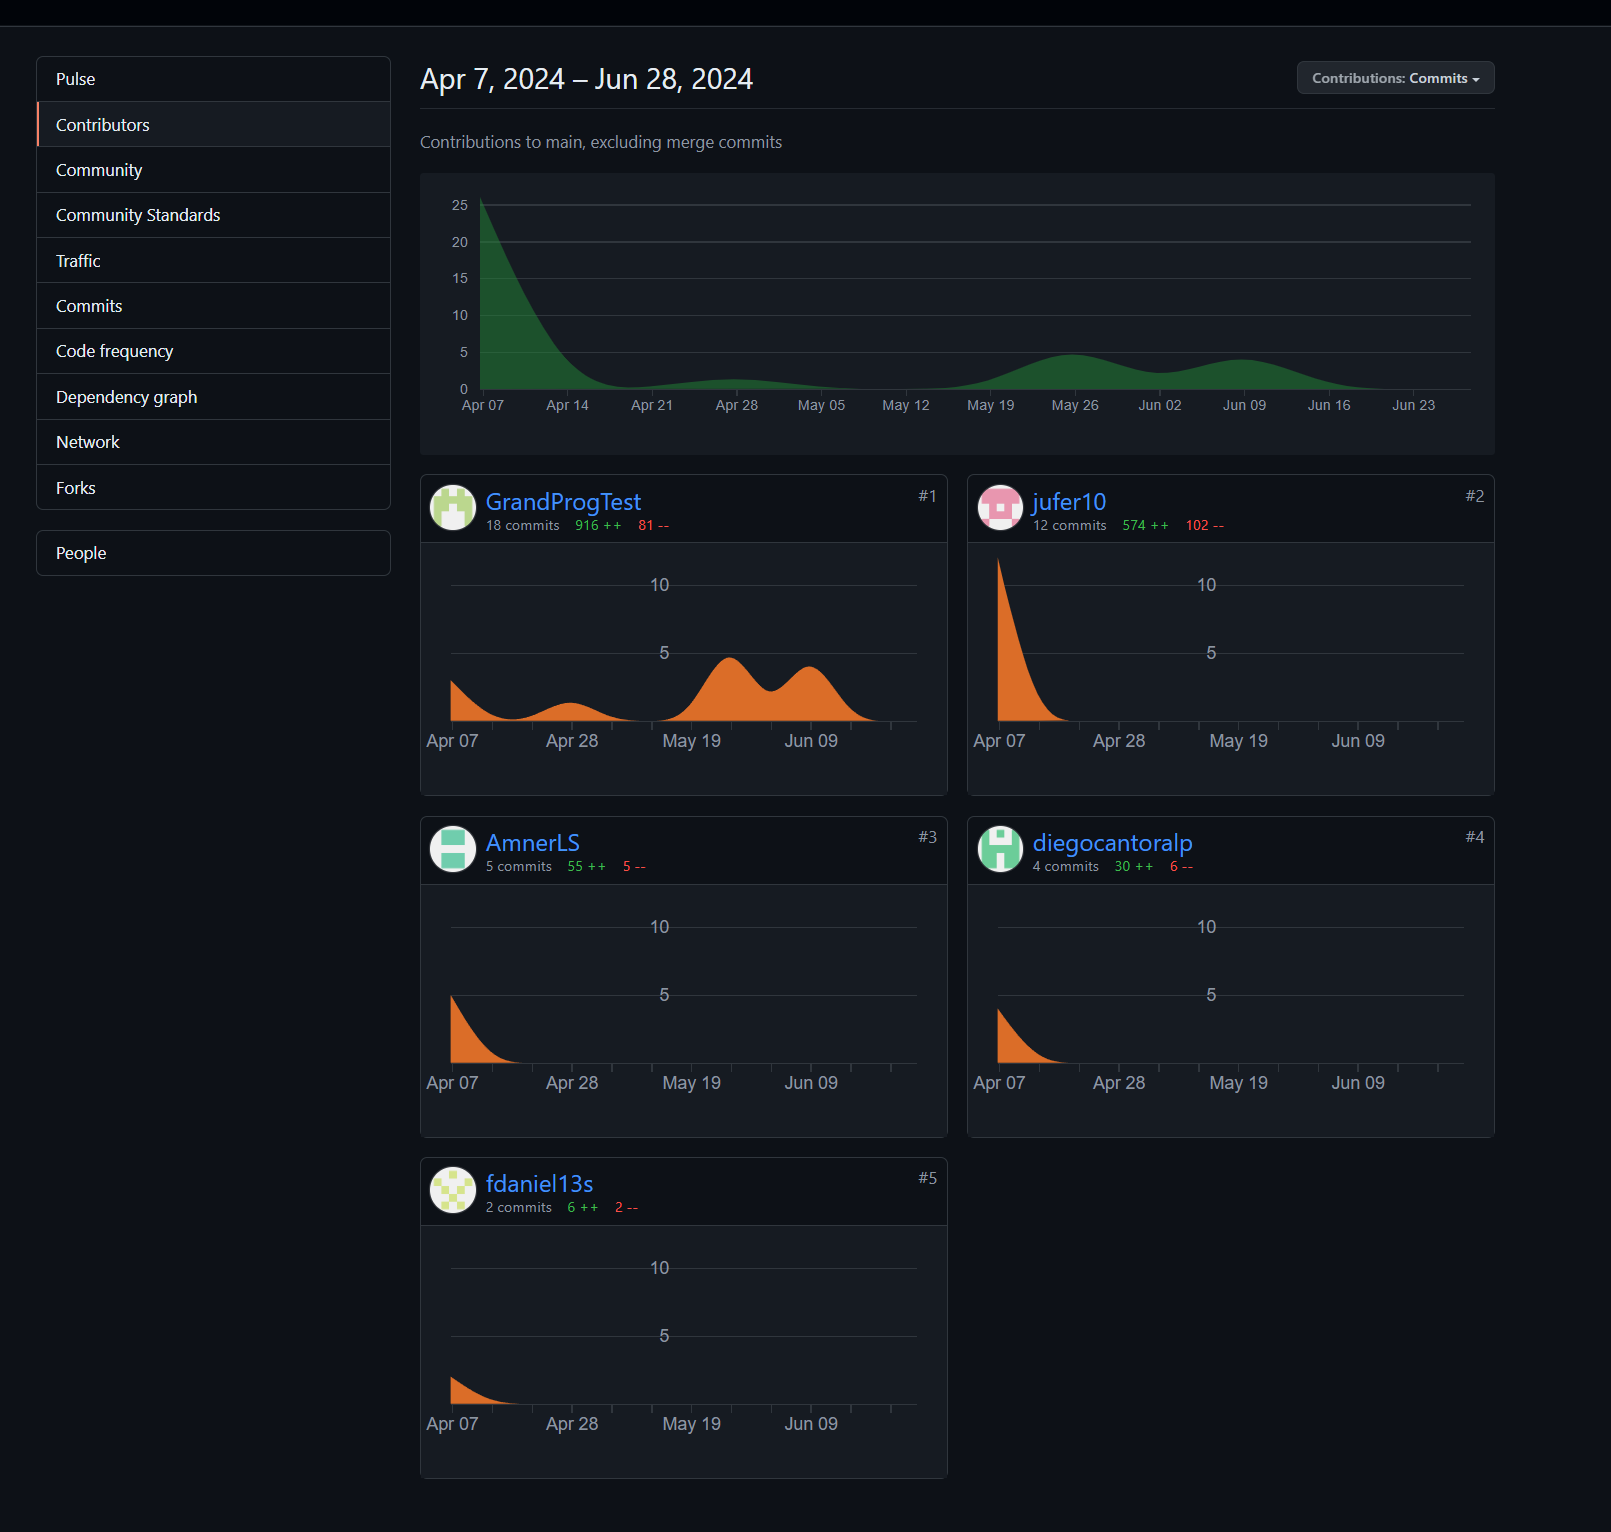 Pulse
Contributors
Community
Community Standards
Traffic
Commits
Code frequency
Dependency graph
Network
Forks
People
Apr 7, 2024 – Jun 28, 2024
Contributions: Commits
Contributions to main, excluding merge commits
25
20
15
10
5
0
Apr 07 Apr 14 Apr 21 Apr 28 May 05 May 12 May 19 May 26 Jun 02 Jun 09 Jun 16 Jun 23
GrandProgTest #1
18 commits 916 ++ 81 --
10
5
Apr 07 Apr 28 May 19 Jun 09
jufer10 #2
12 commits 574 ++ 102 --
10
5
Apr 07 Apr 28 May 19 Jun 09
AmnerLS #3
5 commits 55 ++ 5 --
10
5
Apr 07 Apr 28 May 19 Jun 09
diegocantoralp #4
4 commits 30 ++ 6 --
10
5
Apr 07 Apr 28 May 19 Jun 09
fdaniel13s #5
2 commits 6 ++ 2 --
10
5
Apr 07 Apr 28 May 19 Jun 09